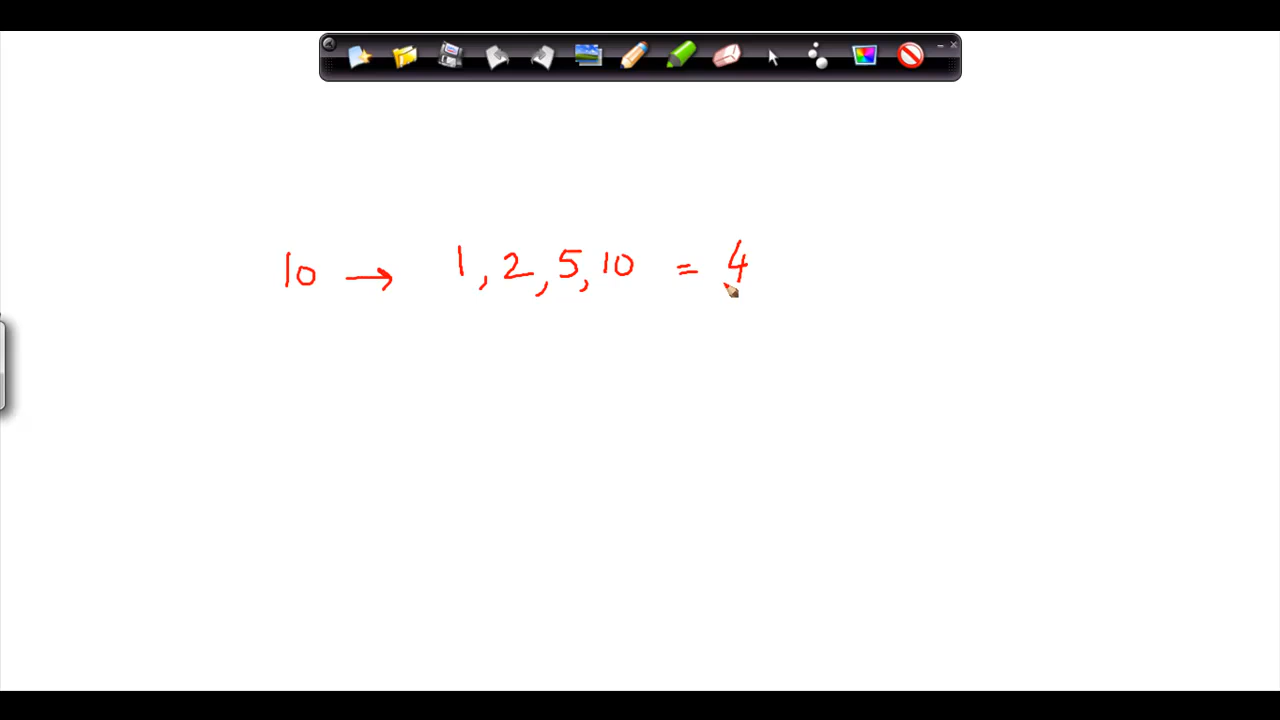 10 → 1, 2, 5, 10 = 4